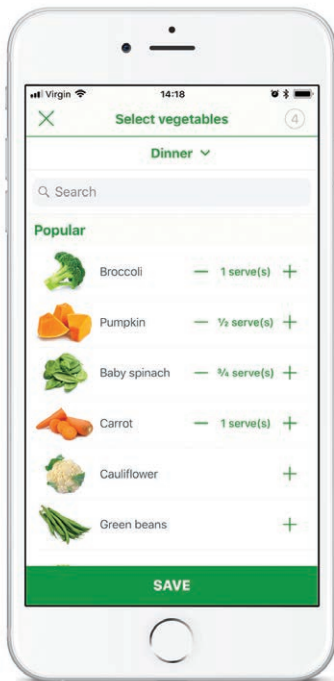 Virgin 14:18
Select vegetables 4
Dinner
Search
Popular
Broccoli — 1 serve(s) +
Pumpkin — ½ serve(s) +
Baby spinach — ¾ serve(s) +
Carrot — 1 serve(s) +
Cauliflower +
Green beans +
SAVE